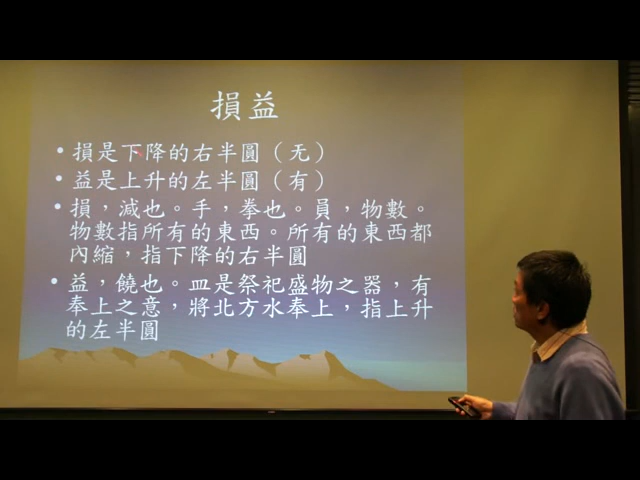 損益
• 損是下降的右半圓（无）
• 益是上升的左半圓（有）
• 損，減也。手，拳也。員，物數。
物數指所有的東西。所有的東西都
內縮，指下降的右半圓
• 益，饒也。皿是祭祀盛物之器，有
奉上之意，將北方水奉上，指上升
的左半圓